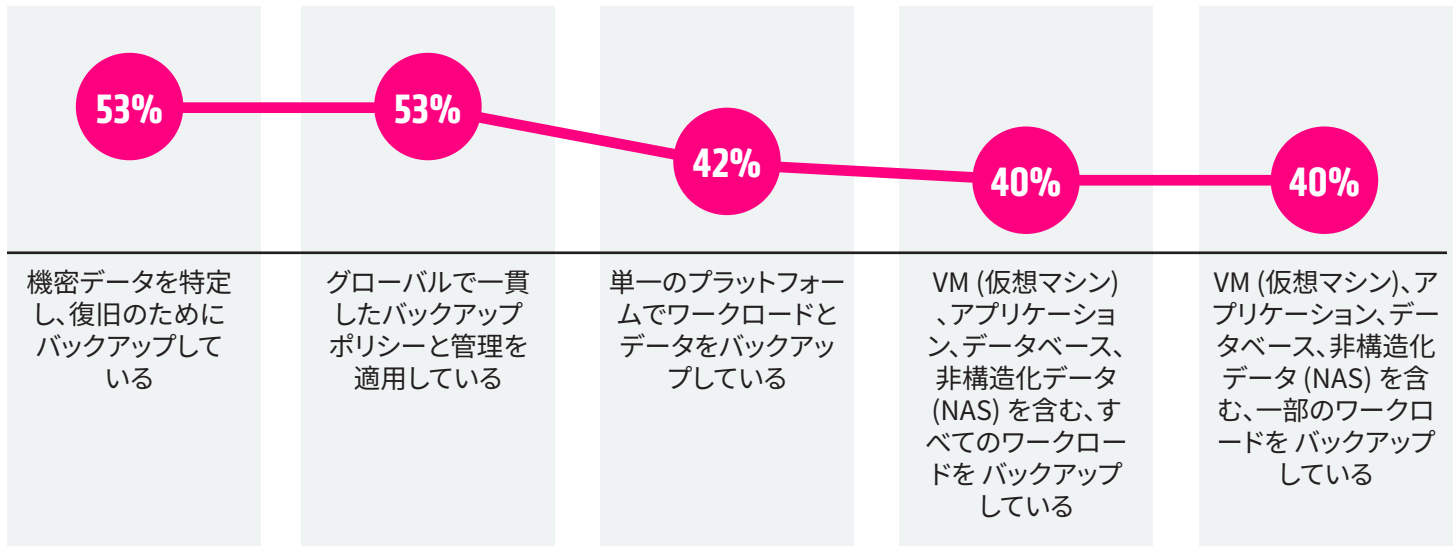 53%
53%
42%
40%
40%
機密データを特定
し、復旧のために
バックアップして
いる
グローバルで一貫
したバックアップ
ポリシーと管理を
適用している
単一のプラットフォー
ムでワークロードと
データをバックアッ
プしている
VM (仮想マシン)
、アプリケーショ
ン、データベース、
非構造化データ
(NAS) を含む、す
べてのワークロー
ドを バックアップ
している
VM (仮想マシン)、ア
プリケーション、デー
タベース、非構造化
データ (NAS) を含
む、一部のワークロ
ードを バックアップ
している